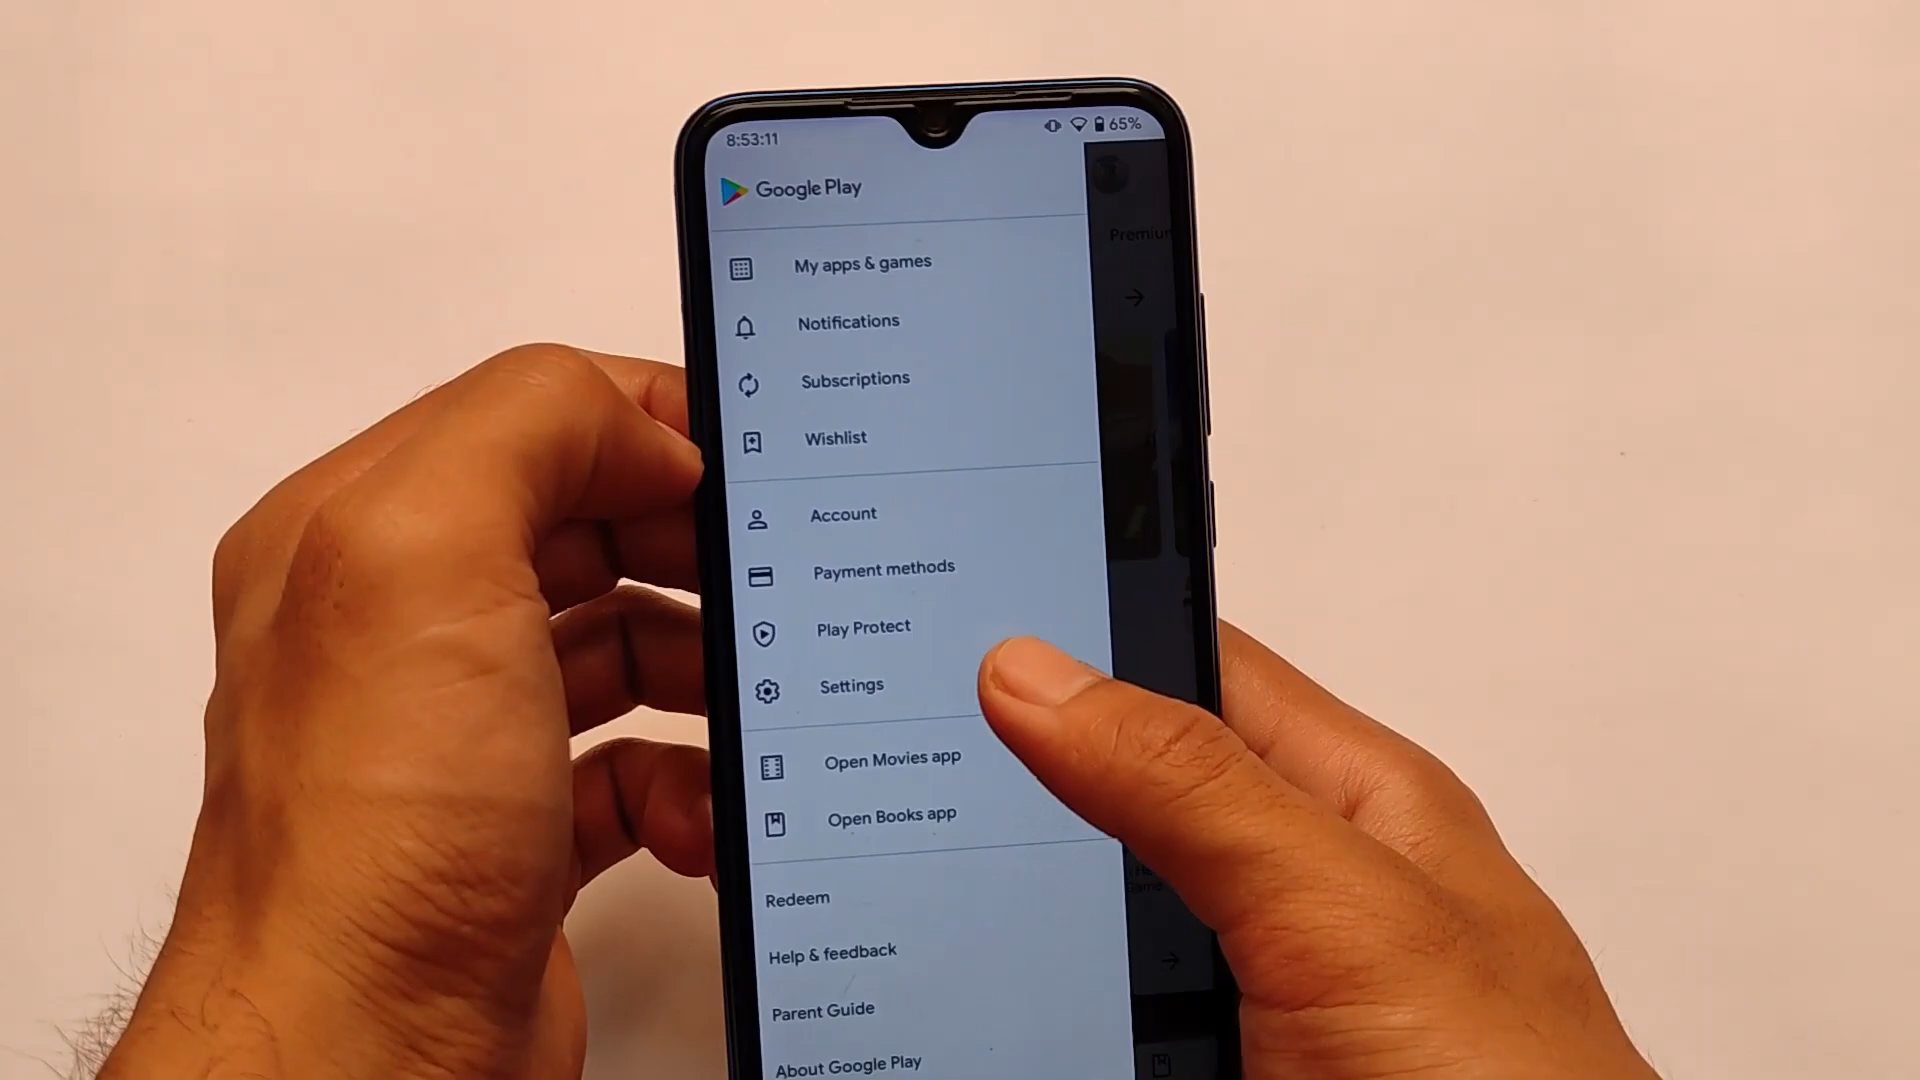 8:53:11
65%
Google Play
Premium
My apps & games
Notifications
Subscriptions
Wishlist
Account
Payment methods
Play Protect
Settings
Open Movies app
Open Books app
Redeem
Help & feedback
Parent Guide
About Google Play